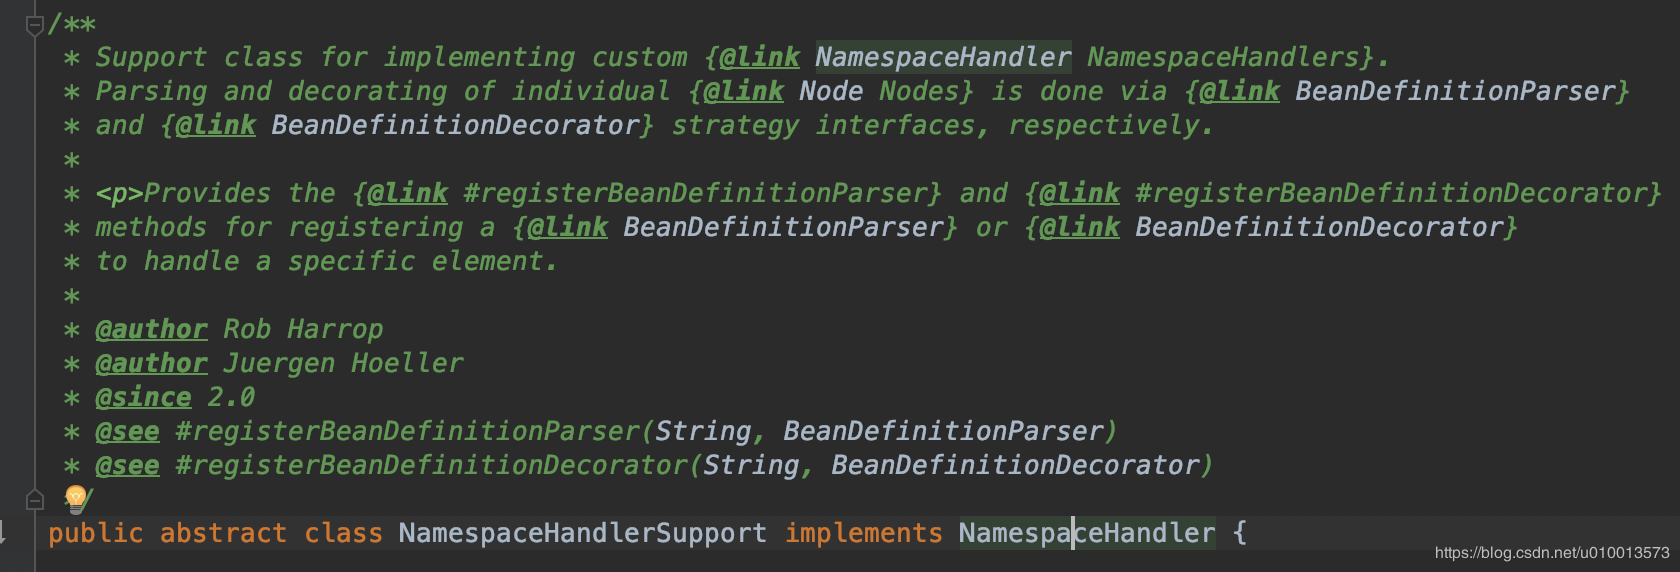 /**
* Support class for implementing custom {@link NamespaceHandler NamespaceHandlers}.
* Parsing and decorating of individual {@link Node Nodes} is done via {@link BeanDefinitionParser}
* and {@link BeanDefinitionDecorator} strategy interfaces, respectively.
*
* <p>Provides the {@link #registerBeanDefinitionParser} and {@link #registerBeanDefinitionDecorator}
* methods for registering a {@link BeanDefinitionParser} or {@link BeanDefinitionDecorator}
* to handle a specific element.
*
* @author Rob Harrop
* @author Juergen Hoeller
* @since 2.0
* @see #registerBeanDefinitionParser(String, BeanDefinitionParser)
* @see #registerBeanDefinitionDecorator(String, BeanDefinitionDecorator)
*/
public abstract class NamespaceHandlerSupport implements NamespaceHandler {
https://blog.csdn.net/u010013573